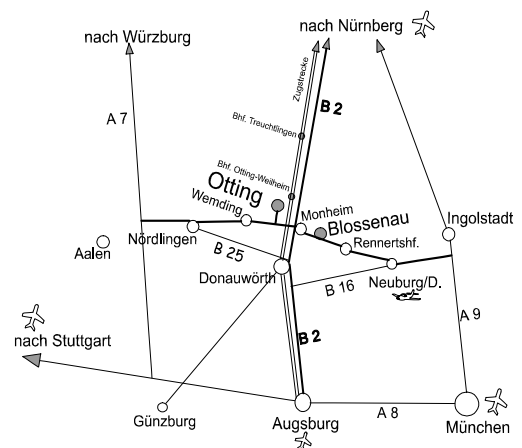 nach Nürnberg
nach Würzburg
Zugstrecke
B 2
A 7
Bhf. Treuchtlingen
Bhf. Otting-Weilheim
Otting
Wemding
Monheim
Blossenau
Ingolstadt
Nördlingen
Rennertshf.
Aalen
B 25
Donauwörth
B 16
Neuburg/D.
A 9
nach Stuttgart
B 2
Günzburg
Augsburg
A 8
München